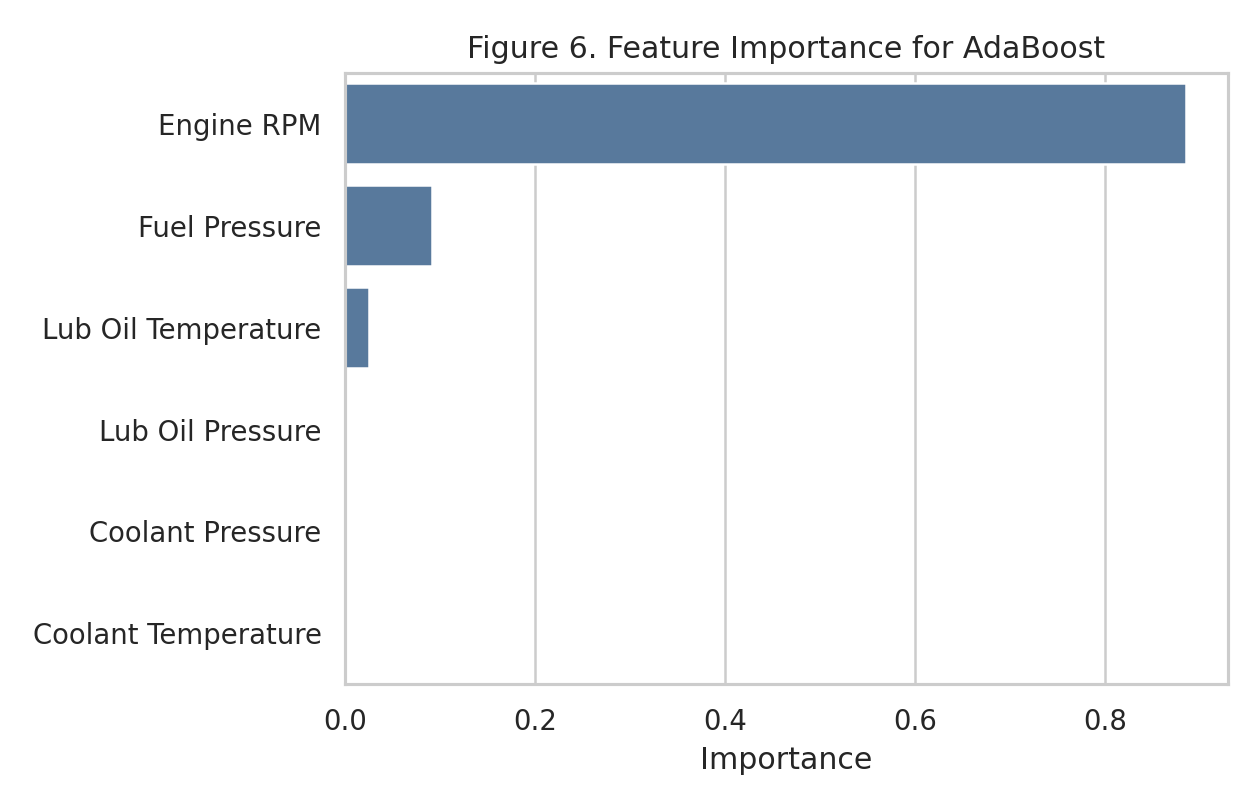 Figure 6. Feature Importance for AdaBoost
Engine RPM
Fuel Pressure
Lub Oil Temperature
Lub Oil Pressure
Coolant Pressure
Coolant Temperature
0.0 0.2 0.4 0.6 0.8
Importance